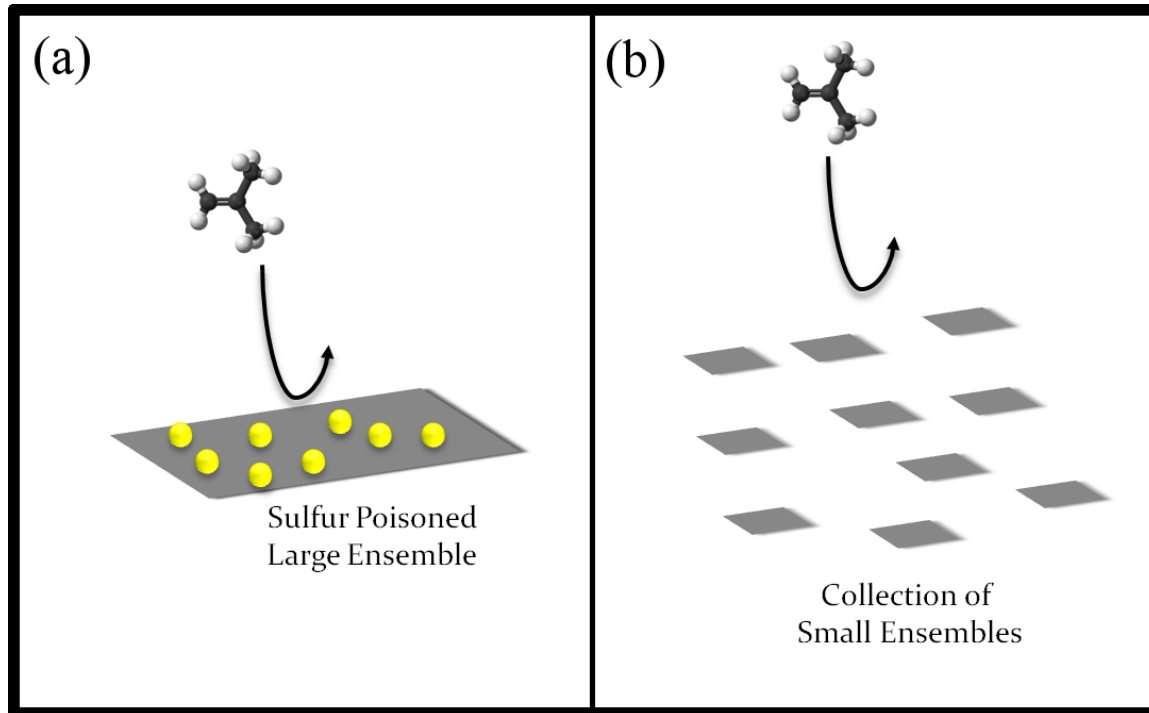 (a)
Sulfur Poisoned
Large Ensemble
(b)
Collection of
Small Ensembles